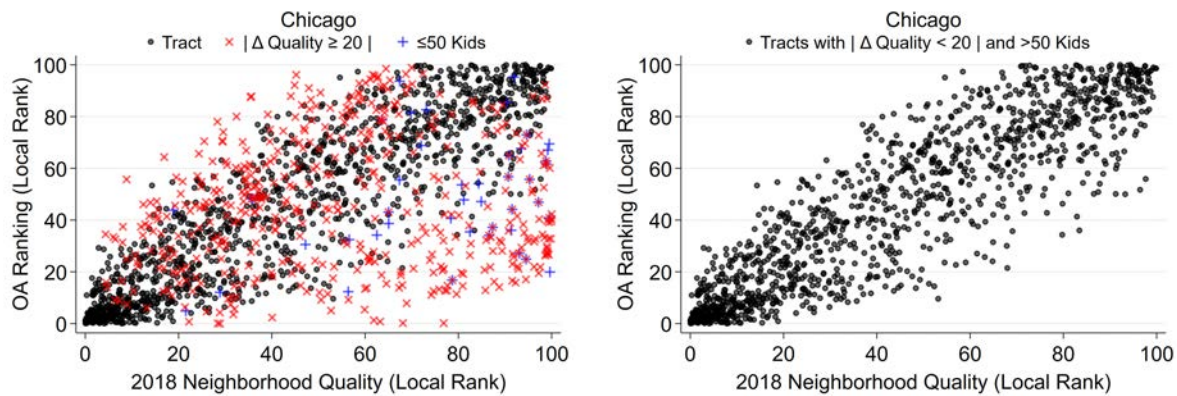 Chicago
Tract | Δ Quality ≥ 20 | ≤50 Kids
100
80
60
40
20
0
0 20 40 60 80 100
OA Ranking (Local Rank)
2018 Neighborhood Quality (Local Rank)
Chicago
Tracts with | Δ Quality < 20 | and >50 Kids
100
80
60
40
20
0
0 20 40 60 80 100
OA Ranking (Local Rank)
2018 Neighborhood Quality (Local Rank)